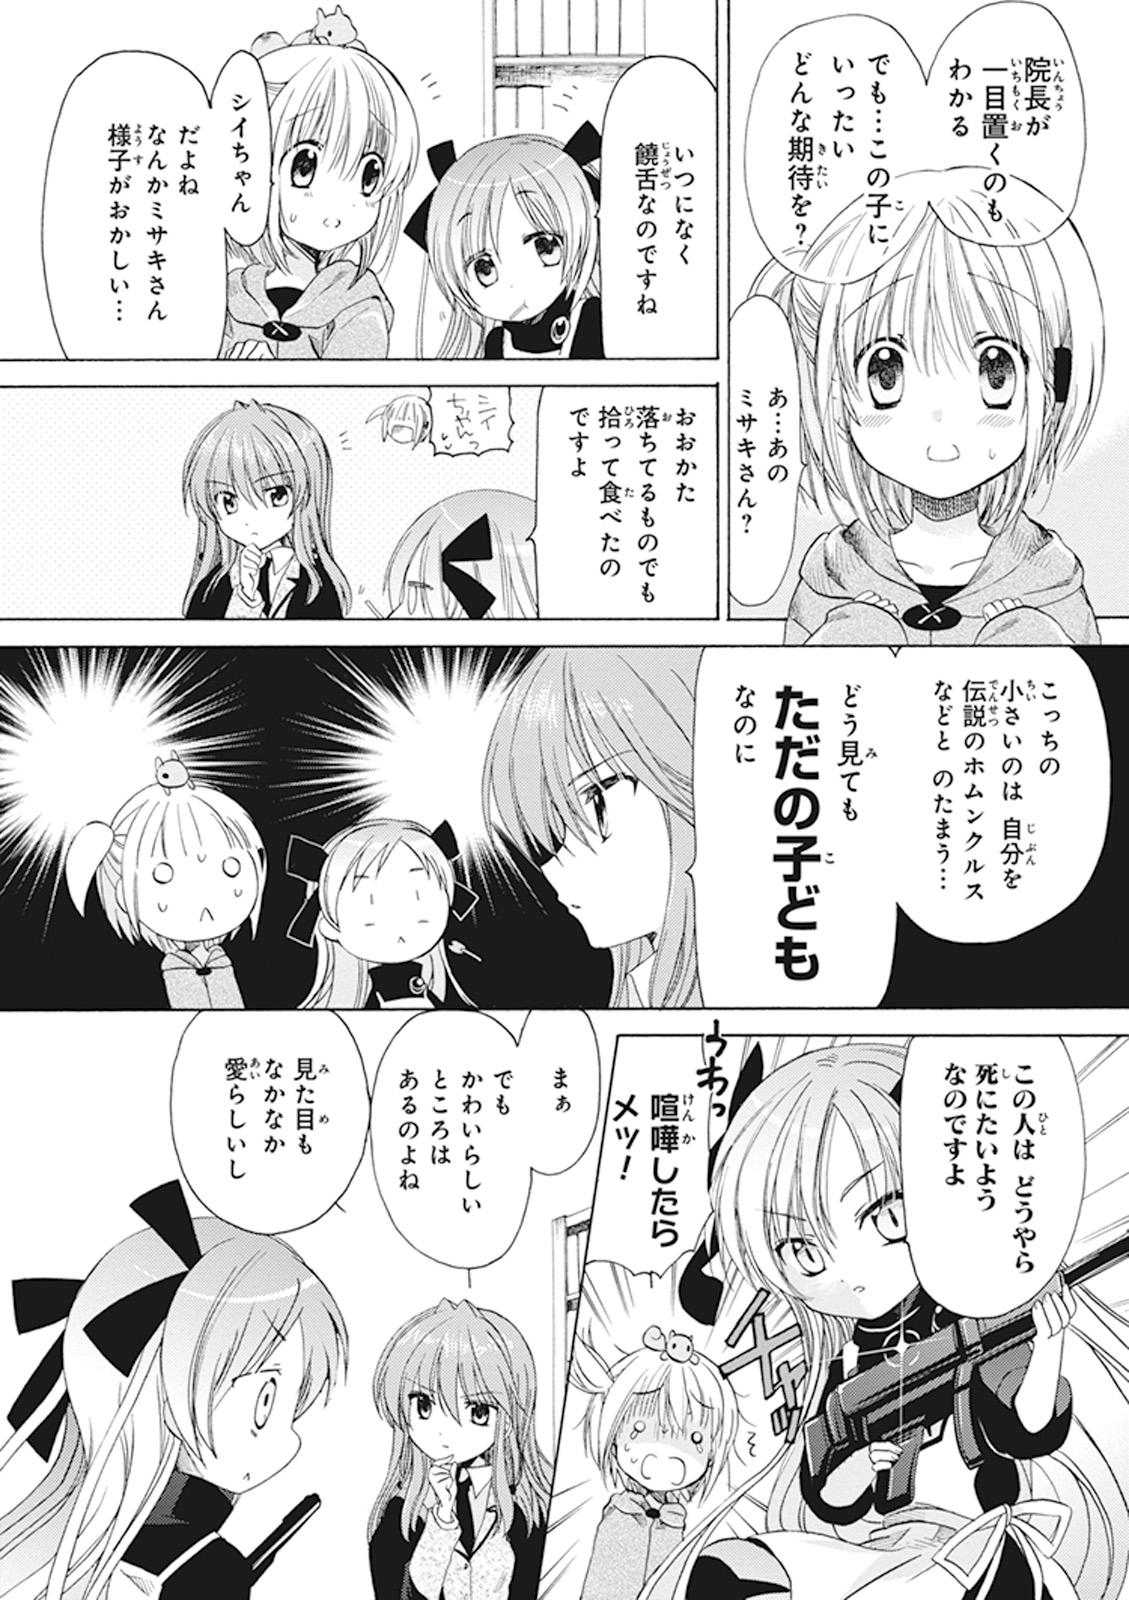 院長が
一目置くのも
わかる
でも…この子に
いったい
どんな期待を？
あ…あの
ミサキさん？
いつになく
饒舌なのですね
シイちゃん
だよね
なんかミサキさん
様子がおかしい…
おおかた
落ちてるものでも
拾って食べたの
ですよ
シイ
ちゃんっ
こっちの
小さいのは 自分を
伝説のホムンクルス
などと のたまう…
どう見ても
ただの子ども
なのに
この人は どうやら
死にたいよう
なのですよ
うわっ
喧嘩したら
メッ！
メキャッ
まぁ
でも
かわいらしい
ところは
あるのよね
見た目も
なかなか
愛らしいし